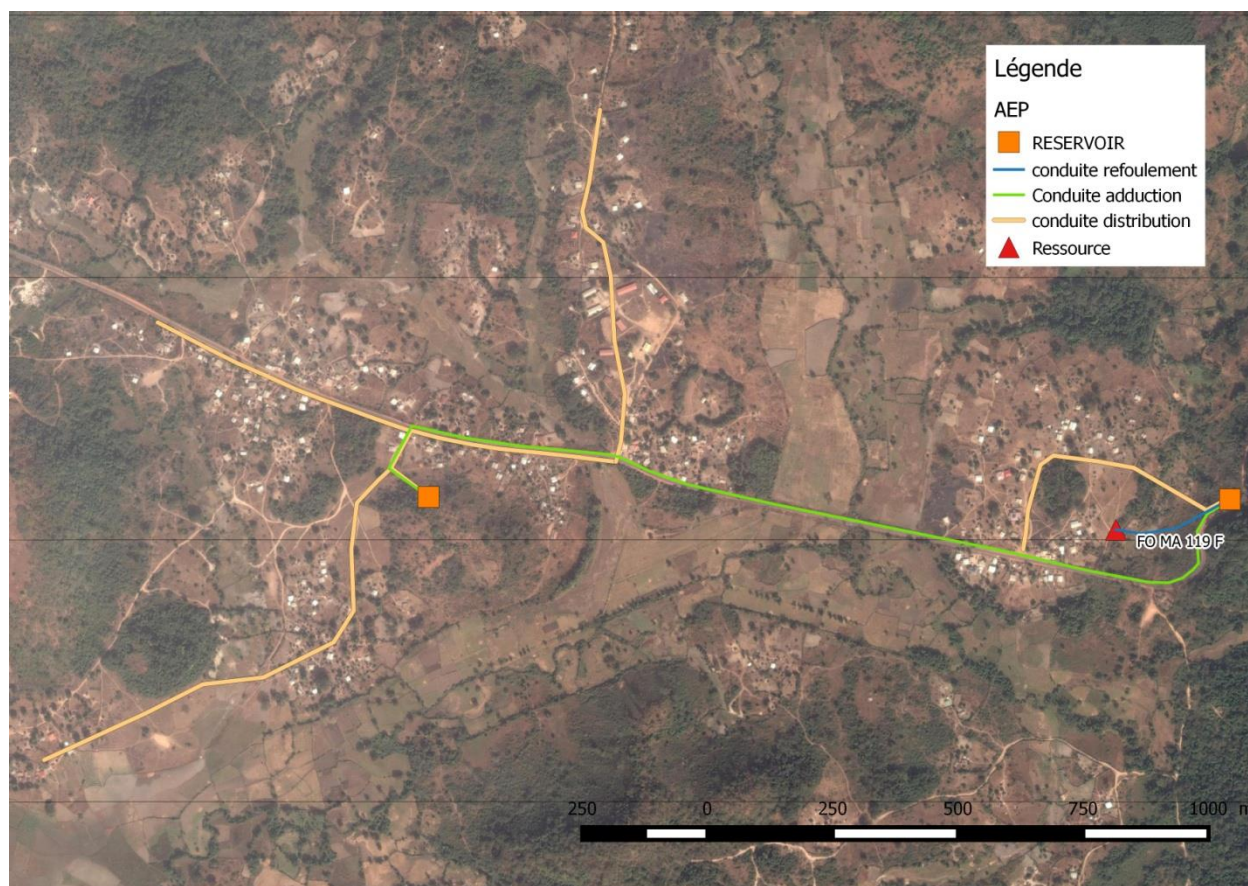 Légende
AEP
RESERVOIR
conduite refoulement
Conduite adduction
conduite distribution
Ressource
FO MA 119 F
250 0 250 500 750 1000 m